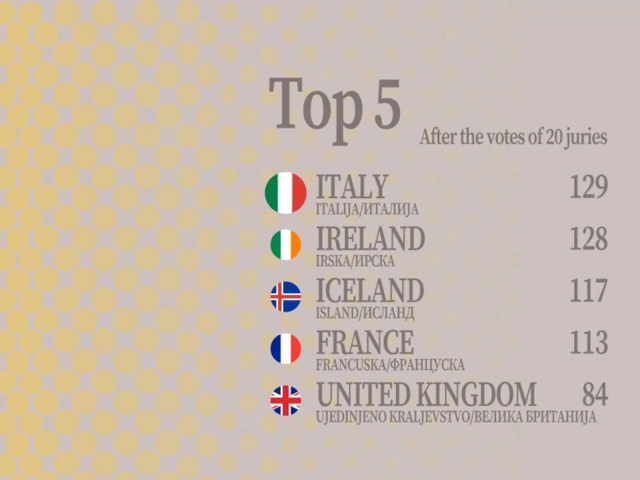 Top 5
After the votes of 20 juries
ITALY 129
ITALIJA/ИТАЛИЈА
IRELAND 128
IRSKA/ИРСКА
ICELAND 117
ISLAND/ИСЛАНД
FRANCE 113
FRANCUSKA/ФРАНЦУСКА
UNITED KINGDOM 84
UJEDINJENO KRALJEVSTVO/ВЕЛИКА БРИТАНИЈА